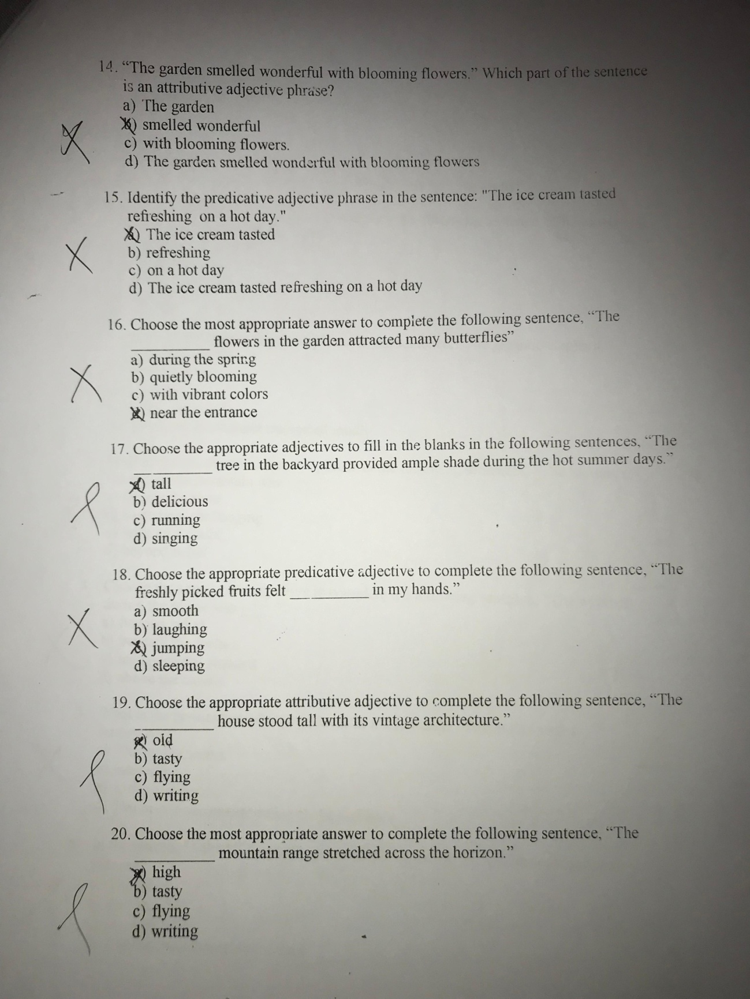 14. “The garden smelled wonderful with blooming flowers.” Which part of the sentence
is an attributive adjective phrase?
a) The garden
b) smelled wonderful
c) with blooming flowers.
d) The garden smelled wonderful with blooming flowers
15. Identify the predicative adjective phrase in the sentence: "The ice cream tasted
refreshing on a hot day."
a) The ice cream tasted
b) refreshing
c) on a hot day
d) The ice cream tasted refreshing on a hot day
16. Choose the most appropriate answer to complete the following sentence, “The
__________ flowers in the garden attracted many butterflies”
a) during the spring
b) quietly blooming
c) with vibrant colors
d) near the entrance
17. Choose the appropriate adjectives to fill in the blanks in the following sentences, “The
__ ________ tree in the backyard provided ample shade during the hot summer days.”
a) tall
b) delicious
c) running
d) singing
18. Choose the appropriate predicative adjective to complete the following sentence, “The
freshly picked fruits felt __ ________ in my hands.”
a) smooth
b) laughing
c) jumping
d) sleeping
19. Choose the appropriate attributive adjective to complete the following sentence, “The
__________ house stood tall with its vintage architecture.”
a) old
b) tasty
c) flying
d) writing
20. Choose the most appropriate answer to complete the following sentence, “The
__________ mountain range stretched across the horizon.”
a) high
b) tasty
c) flying
d) writing